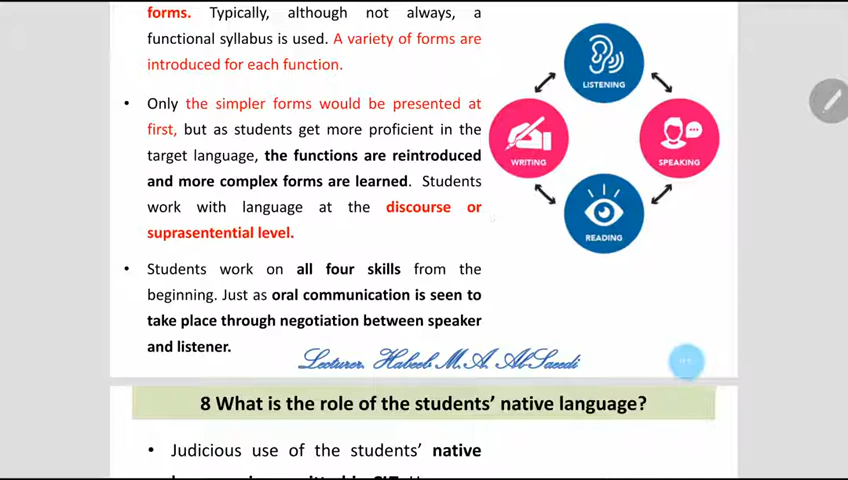 forms. Typically, although not always, a
functional syllabus is used. A variety of forms are
introduced for each function.
• Only the simpler forms would be presented at
first, but as students get more proficient in the
target language, the functions are reintroduced
and more complex forms are learned. Students
work with language at the discourse or
suprasentential level.
• Students work on all four skills from the
beginning. Just as oral communication is seen to
take place through negotiation between speaker
and listener.
LISTENING
WRITING
SPEAKING
READING
Lecturer. Habeeb M.A. Al-Saeedi
8 What is the role of the students’ native language?
• Judicious use of the students’ native